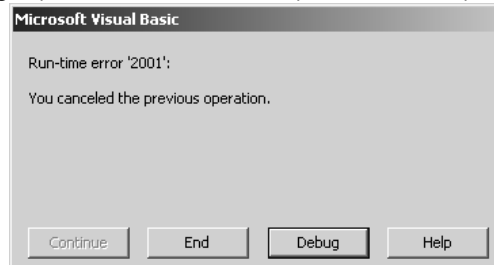 Microsoft Visual Basic
Run-time error '2001':
You canceled the previous operation.
Continue
End
Debug
Help